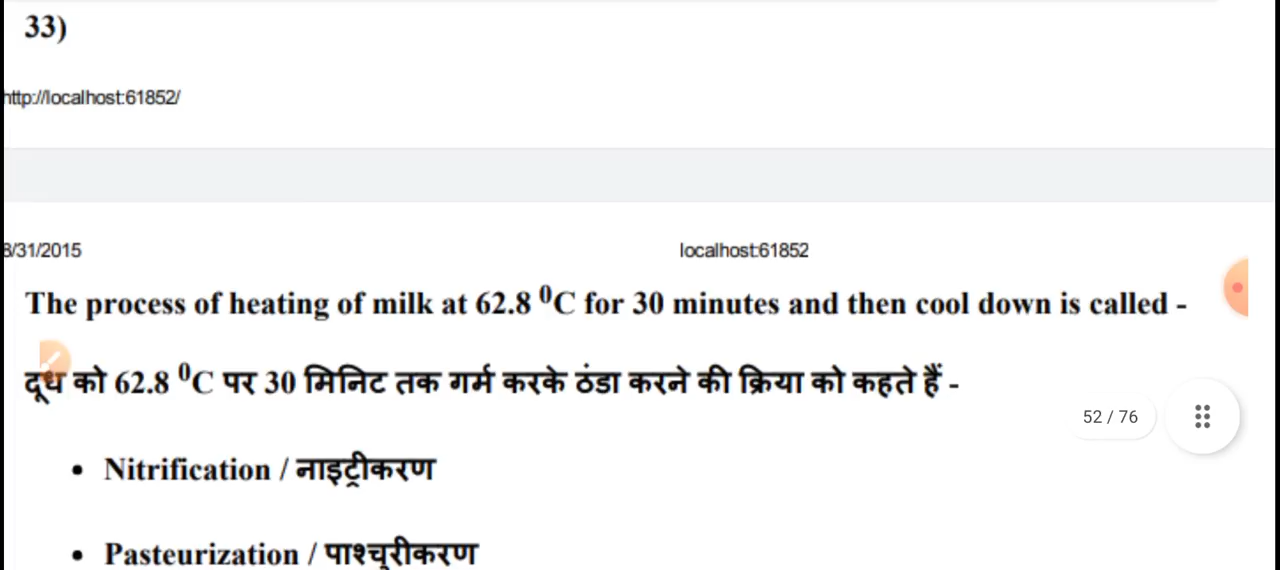 33)
http://localhost:61852/
8/31/2015 localhost:61852
The process of heating of milk at 62.8 ⁰C for 30 minutes and then cool down is called -
दूध को 62.8 ⁰C पर 30 मिनिट तक गर्म करके ठंडा करने की क्रिया को कहते हैं -
52 / 76
• Nitrification / नाइट्रीकरण
• Pasteurization / पाश्चुरीकरण